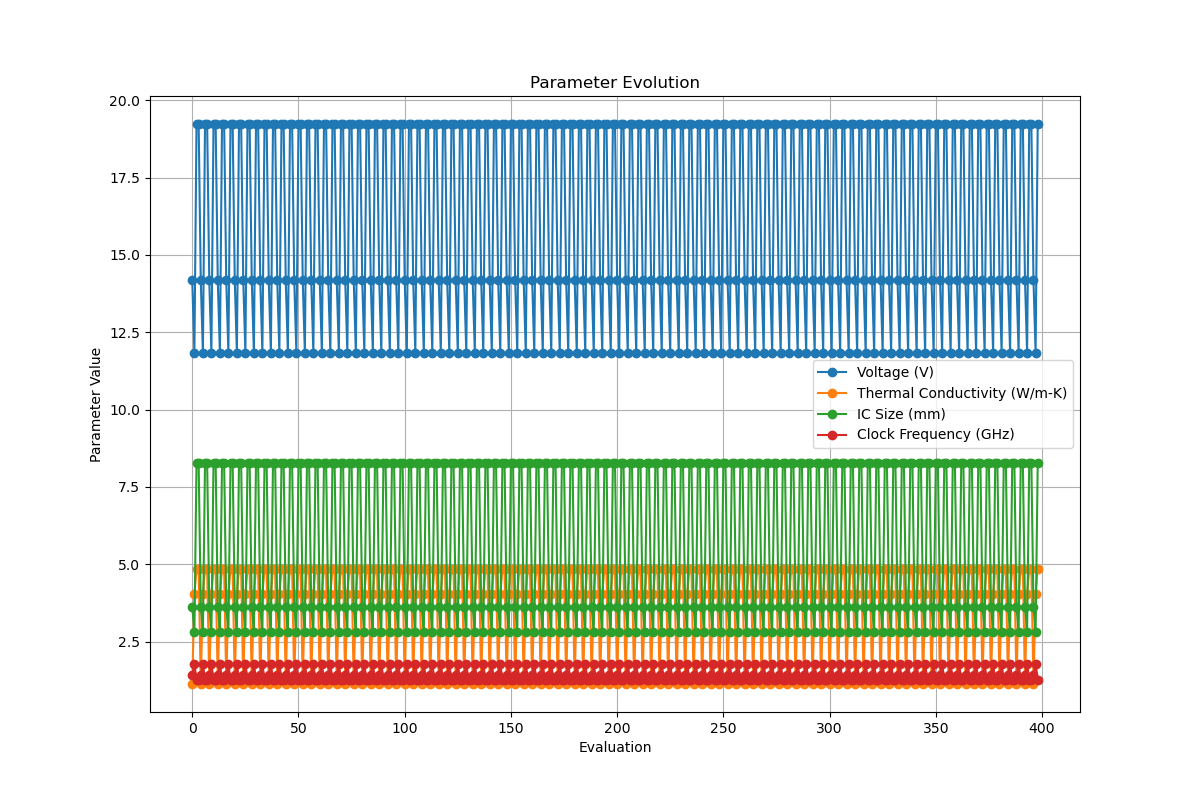 Parameter Evolution
20.0
17.5
15.0
12.5
10.0
7.5
5.0
2.5
Parameter Value
Voltage (V)
Thermal Conductivity (W/m-K)
IC Size (mm)
Clock Frequency (GHz)
0 50 100 150 200 250 300 350 400
Evaluation